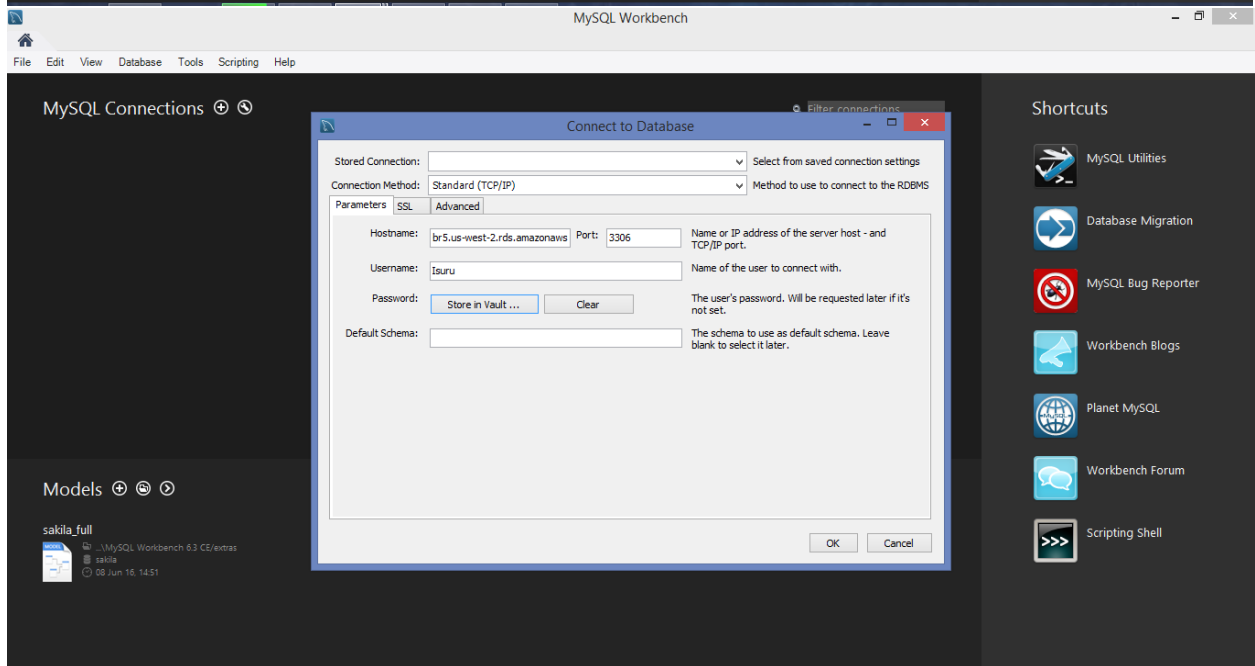 MySQL Workbench
File Edit View Database Tools Scripting Help
MySQL Connections
Filter connections
Connect to Database
Stored Connection:
Select from saved connection settings
Connection Method: Standard (TCP/IP)
Method to use to connect to the RDBMS
Parameters SSL Advanced
Hostname: br5.us-west-2.rds.amazonaws Port: 3306
Name or IP address of the server host - and
TCP/IP port.
Username: Isuru
Name of the user to connect with.
Password: Store in Vault ... Clear
The user's password. Will be requested later if it's
not set.
Default Schema:
The schema to use as default schema. Leave
blank to select it later.
OK Cancel
Models
sakila_full
MODEL
...\MySQL Workbench 6.3 CE/extras
sakila
08 Jun 16, 14:51
Shortcuts
MySQL Utilities
Database Migration
MySQL Bug Reporter
Workbench Blogs
MySQL
Planet MySQL
Workbench Forum
>>>
Scripting Shell